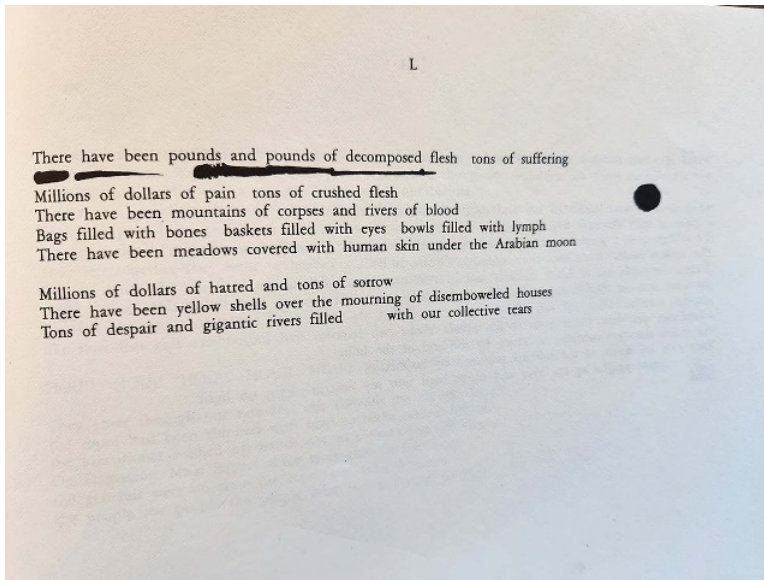 L
There have been pounds and pounds of decomposed flesh tons of suffering
Millions of dollars of pain tons of crushed flesh
There have been mountains of corpses and rivers of blood
Bags filled with bones baskets filled with eyes bowls filled with lymph
There have been meadows covered with human skin under the Arabian moon
Millions of dollars of hatred and tons of sorrow
There have been yellow shells over the mourning of disemboweled houses
Tons of despair and gigantic rivers filled with our collective tears